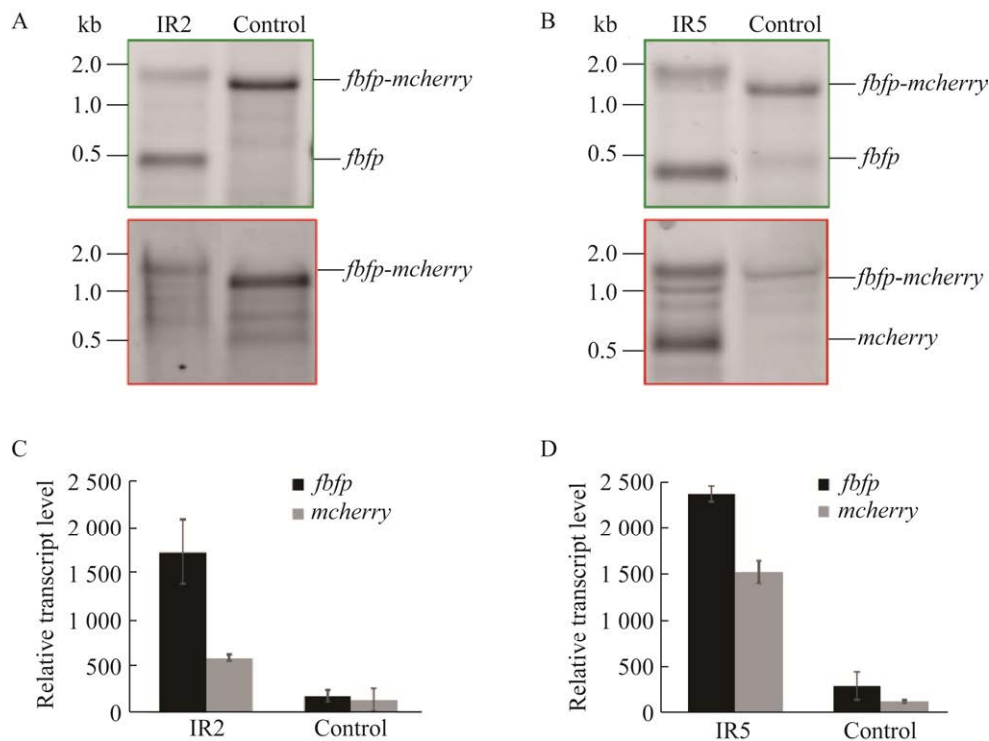 A
kb
IR2
Control
2.0
1.0
0.5
fbfp-mcherry
fbfp
2.0
1.0
0.5
fbfp-mcherry
B
kb
IR5
Control
2.0
1.0
0.5
fbfp-mcherry
fbfp
2.0
1.0
0.5
fbfp-mcherry
mcherry
C
Relative transcript level
2 500
2 000
1 500
1 000
500
0
fbfp
mcherry
IR2
Control
D
Relative transcript level
2 500
2 000
1 500
1 000
500
0
fbfp
mcherry
IR5
Control